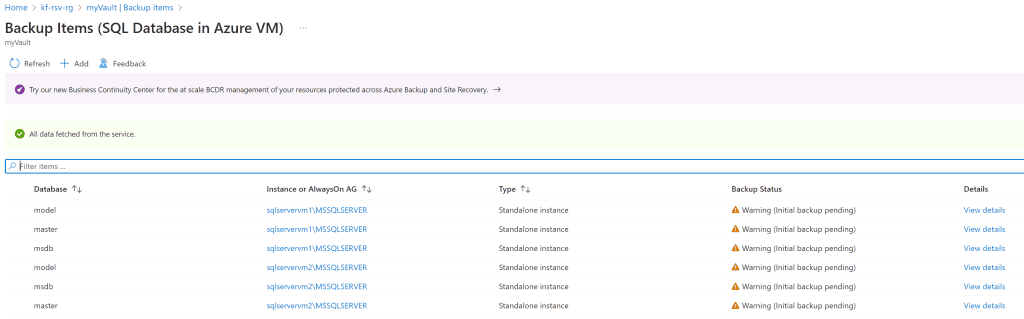 Home > kf-rsv-rg > myVault | Backup items >
Backup Items (SQL Database in Azure VM) ...
myVault
Refresh Add Feedback
Try our new Business Continuity Center for the at scale BCDR management of your resources protected across Azure Backup and Site Recovery. →
All data fetched from the service.
Filter items ...
Database ↑↓ Instance or AlwaysOn AG ↑↓ Type ↑↓ Backup Status Details
model sqlservervm1\MSSQLSERVER Standalone instance Warning (Initial backup pending) View details
master sqlservervm1\MSSQLSERVER Standalone instance Warning (Initial backup pending) View details
msdb sqlservervm1\MSSQLSERVER Standalone instance Warning (Initial backup pending) View details
model sqlservervm2\MSSQLSERVER Standalone instance Warning (Initial backup pending) View details
msdb sqlservervm2\MSSQLSERVER Standalone instance Warning (Initial backup pending) View details
master sqlservervm2\MSSQLSERVER Standalone instance Warning (Initial backup pending) View details